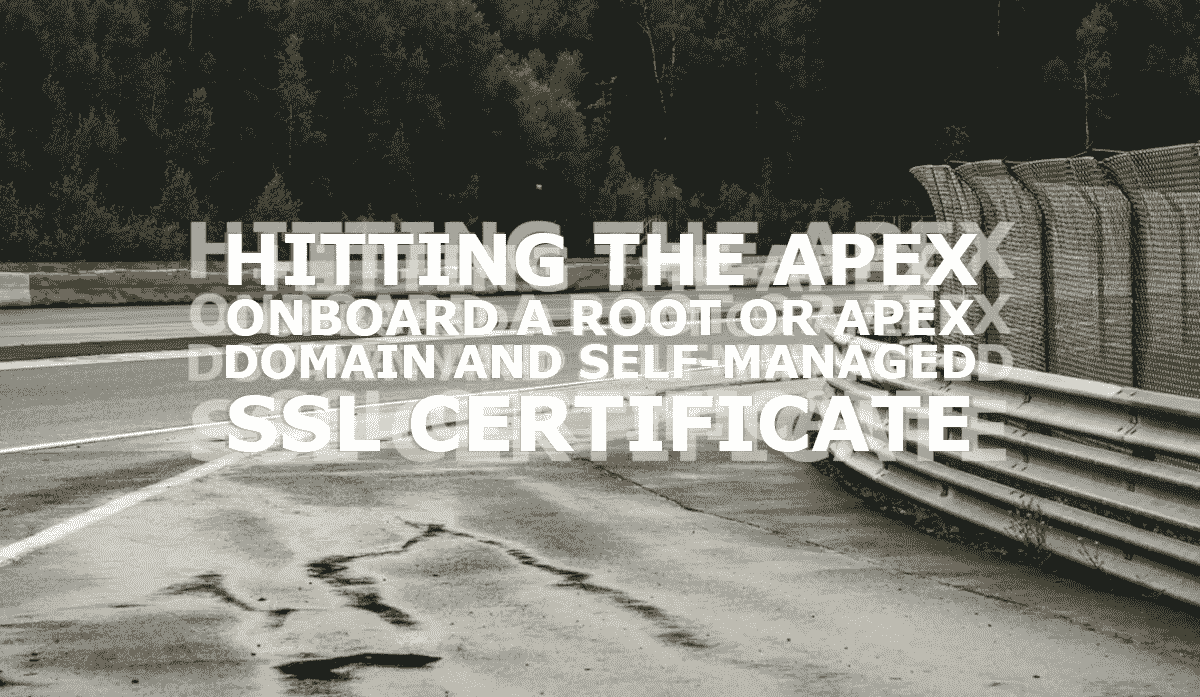 HITTING THE APEX
ONBOARD A ROOT OR APEX
DOMAIN AND SELF-MANAGED
SSL CERTIFICATE